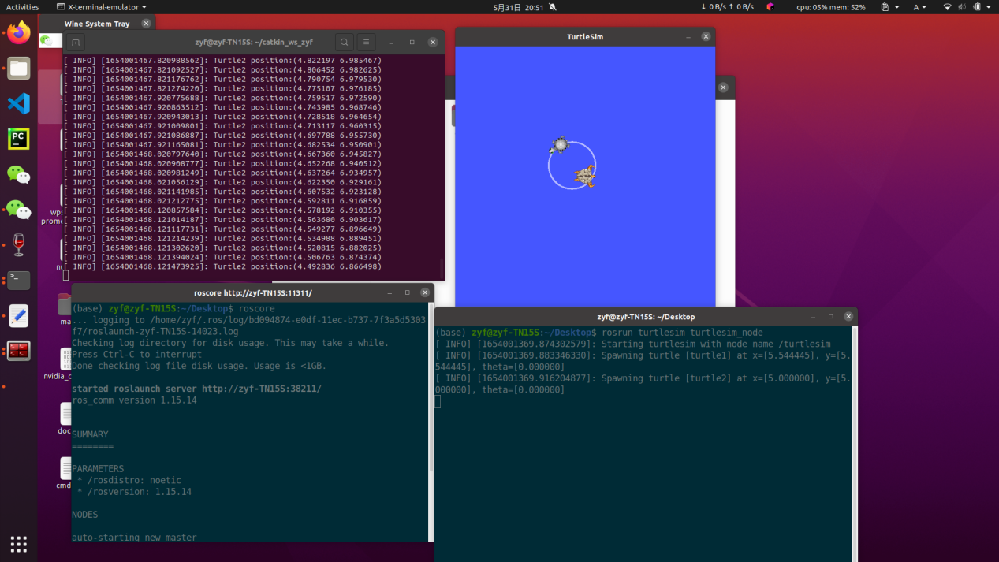 Activities X-terminal-emulator 5月31日 20:51 ↓ 0 B/s ↑ 0 B/s cpu: 05% mem: 52% A
Wine System Tray
zyf@zyf-TN15S: ~/catkin_ws_zyf
[ INFO] [1654001467.820988562]: Turtle2 position:(4.822197 6.985467)
[ INFO] [1654001467.821092527]: Turtle2 position:(4.806452 6.982625)
[ INFO] [1654001467.821176762]: Turtle2 position:(4.790754 6.979530)
[ INFO] [1654001467.821274220]: Turtle2 position:(4.775107 6.976185)
[ INFO] [1654001467.920775688]: Turtle2 position:(4.759517 6.972590)
[ INFO] [1654001467.920863512]: Turtle2 position:(4.743985 6.968746)
[ INFO] [1654001467.920943013]: Turtle2 position:(4.728518 6.964654)
[ INFO] [1654001467.921009801]: Turtle2 position:(4.713117 6.960315)
[ INFO] [1654001467.921086887]: Turtle2 position:(4.697788 6.955730)
[ INFO] [1654001467.921165081]: Turtle2 position:(4.682534 6.950901)
[ INFO] [1654001468.020797640]: Turtle2 position:(4.667360 6.945827)
[ INFO] [1654001468.020908777]: Turtle2 position:(4.652268 6.940512)
[ INFO] [1654001468.020981249]: Turtle2 position:(4.637264 6.934957)
[ INFO] [1654001468.021056129]: Turtle2 position:(4.622350 6.929161)
[ INFO] [1654001468.021141985]: Turtle2 position:(4.607532 6.923128)
[ INFO] [1654001468.021212775]: Turtle2 position:(4.592811 6.916859)
[ INFO] [1654001468.120857584]: Turtle2 position:(4.578192 6.910355)
[ INFO] [1654001468.121014187]: Turtle2 position:(4.563680 6.903617)
[ INFO] [1654001468.121117731]: Turtle2 position:(4.549277 6.896649)
[ INFO] [1654001468.121214239]: Turtle2 position:(4.534988 6.889451)
[ INFO] [1654001468.121302620]: Turtle2 position:(4.520815 6.882025)
[ INFO] [1654001468.121394024]: Turtle2 position:(4.506763 6.874374)
[ INFO] [1654001468.121473925]: Turtle2 position:(4.492836 6.866498)
TurtleSim
PC
wps
prome
nu
ma
nvidia_
doc
cmd
roscore http://zyf-TN15S:11311/
(base) zyf@zyf-TN15S:~/Desktop$ roscore
... logging to /home/zyf/.ros/log/bd094874-e0df-11ec-b737-7f3a5d5303
f7/roslaunch-zyf-TN15S-14023.log
Checking log directory for disk usage. This may take a while.
Press Ctrl-C to interrupt
Done checking log file disk usage. Usage is <1GB.
started roslaunch server http://zyf-TN15S:38211/
ros_comm version 1.15.14
SUMMARY
========
PARAMETERS
* /rosdistro: noetic
* /rosversion: 1.15.14
NODES
auto-starting new master
zyf@zyf-TN15S: ~/Desktop
(base) zyf@zyf-TN15S:~/Desktop$ rosrun turtlesim turtlesim_node
[ INFO] [1654001369.874302579]: Starting turtlesim with node name /turtlesim
[ INFO] [1654001369.883346330]: Spawning turtle [turtle1] at x=[5.544445], y=[5.
544445], theta=[0.000000]
[ INFO] [1654001369.916204877]: Spawning turtle [turtle2] at x=[5.000000], y=[5.
000000], theta=[0.000000]